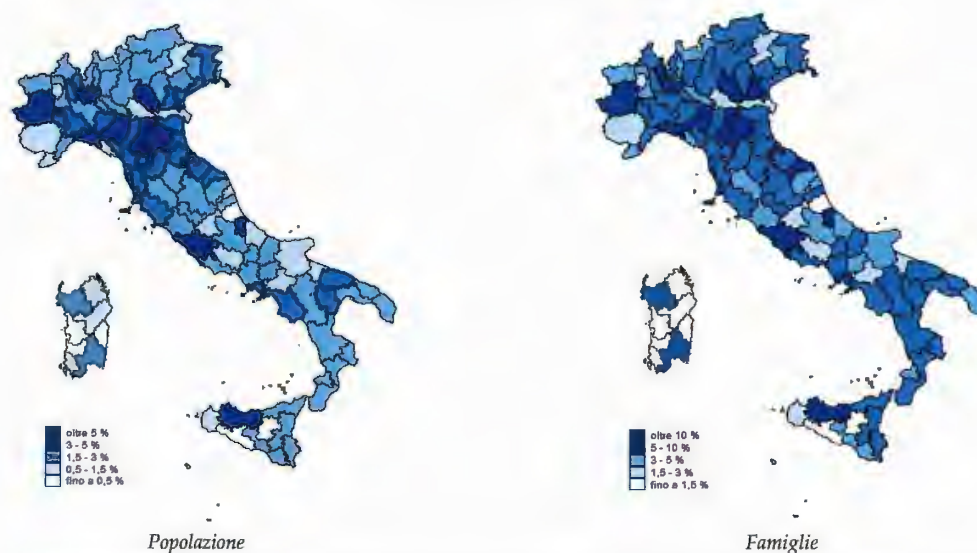 oltre 5 %
3 - 5 %
1,5 - 3 %
0,5 - 1,5 %
fino a 0,5 %
Popolazione
oltre 10 %
5 - 10 %
3 - 5 %
1,5 - 3 %
fino a 1,5 %
Famiglie